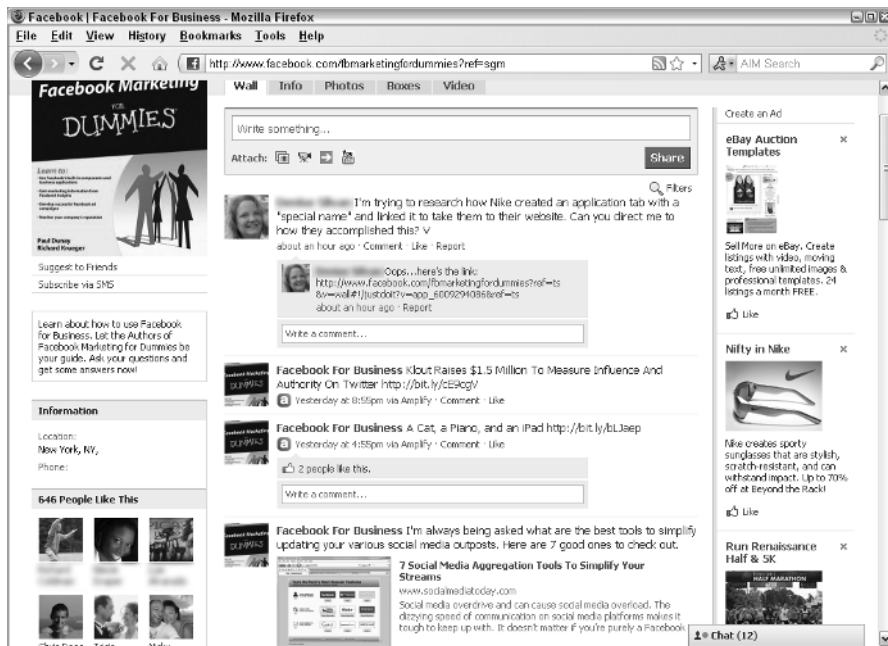 Facebook | Facebook For Business - Mozilla Firefox
File Edit View History Bookmarks Tools Help
http://www.facebook.com/fbmarketingfordummies?ref=sgm
AIM Search
Facebook Marketing
FOR
DUMMIES
Learn to:
Paul Dunay
Richard Krueger
Suggest to Friends
Subscribe via SMS
Learn about how to use Facebook
for Business. Let the Authors of
Facebook Marketing for Dummies be
your guide. Ask your questions and
get some answers now!
Information
Location:
New York, NY,
Phone:
646 People Like This
Wall Info Photos Boxes Video
Write something...
Attach:
Share
Filters
I'm trying to research how Nike created an application tab with a
"special name" and linked it to take them to their website. Can you direct me to
how they accomplished this? V
about an hour ago · Comment · Like · Report
Oops...here's the link:
http://www.facebook.com/fbmarketingfordummies?ref=ts
&v=wall#!/justdoit?v=app_6009294086&ref=ts
about an hour ago · Report
Write a comment...
Facebook For Business Klout Raises $1.5 Million To Measure Influence And
Authority On Twitter http://bit.ly/cE9cgV
Yesterday at 8:55pm via Amplify · Comment · Like
Facebook For Business A Cat, a Piano, and an iPad http://bit.ly/bLJaep
Yesterday at 4:55pm via Amplify · Comment · Like
2 people like this.
Write a comment...
Facebook For Business I'm always being asked what are the best tools to simplify
updating your various social media outposts. Here are 7 good ones to check out.
7 Social Media Aggregation Tools To Simplify Your
Streams
www.socialmediatoday.com
Social media overdrive and can cause social media overload. The
dizzying speed of communication on social media platforms makes it
tough to keep up with. It doesn't matter if you're purely a Facebook
Create an Ad
eBay Auction
Templates
Sell More on eBay. Create
listings with video, moving
text, free unlimited images &
professional templates. 24
listings a month FREE.
Like
Nifty in Nike
Nike creates sporty
sunglasses that are stylish,
scratch-resistant, and can
withstand impact. Up to 70%
off at Beyond the Rack!
Like
Run Renaissance
Half & 5K
HALF MARATHON
Chat (12)